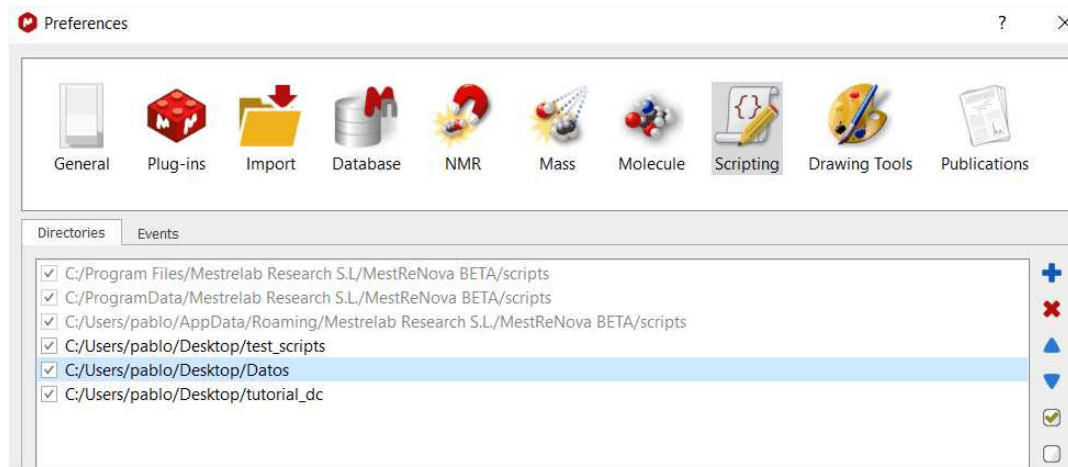 Preferences
?
General Plug-ins Import Database NMR Mass Molecule Scripting Drawing Tools Publications
Directories Events
C:/Program Files/Mestrelab Research S.L/MestReNova BETA/scripts
C:/ProgramData/Mestrelab Research S.L./MestReNova BETA/scripts
C:/Users/pablo/AppData/Roaming/Mestrelab Research S.L./MestReNova BETA/scripts
C:/Users/pablo/Desktop/test_scripts
C:/Users/pablo/Desktop/Datos
C:/Users/pablo/Desktop/tutorial_dc